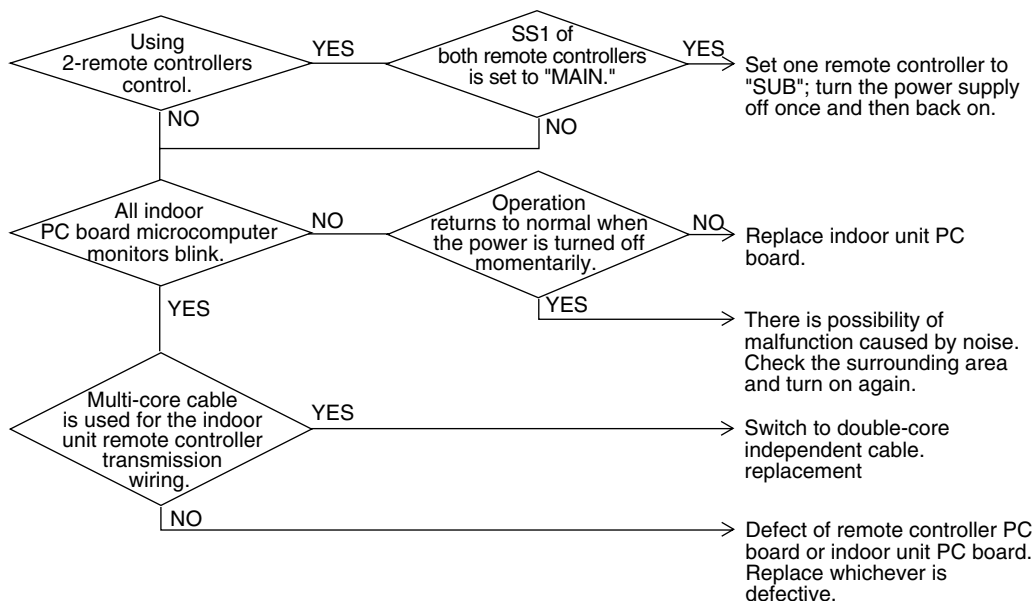 Using
2-remote controllers
control.
YES
SS1 of
both remote controllers
is set to "MAIN."
YES
Set one remote controller to
"SUB"; turn the power supply
off once and then back on.
NO
NO
All indoor
PC board microcomputer
monitors blink.
NO
Operation
returns to normal when
the power is turned off
momentarily.
NO
Replace indoor unit PC
board.
YES
YES
There is possibility of
malfunction caused by noise.
Check the surrounding area
and turn on again.
Multi-core cable
is used for the indoor
unit remote controller
transmission
wiring.
YES
Switch to double-core
independent cable.
replacement
NO
Defect of remote controller PC
board or indoor unit PC board.
Replace whichever is
defective.